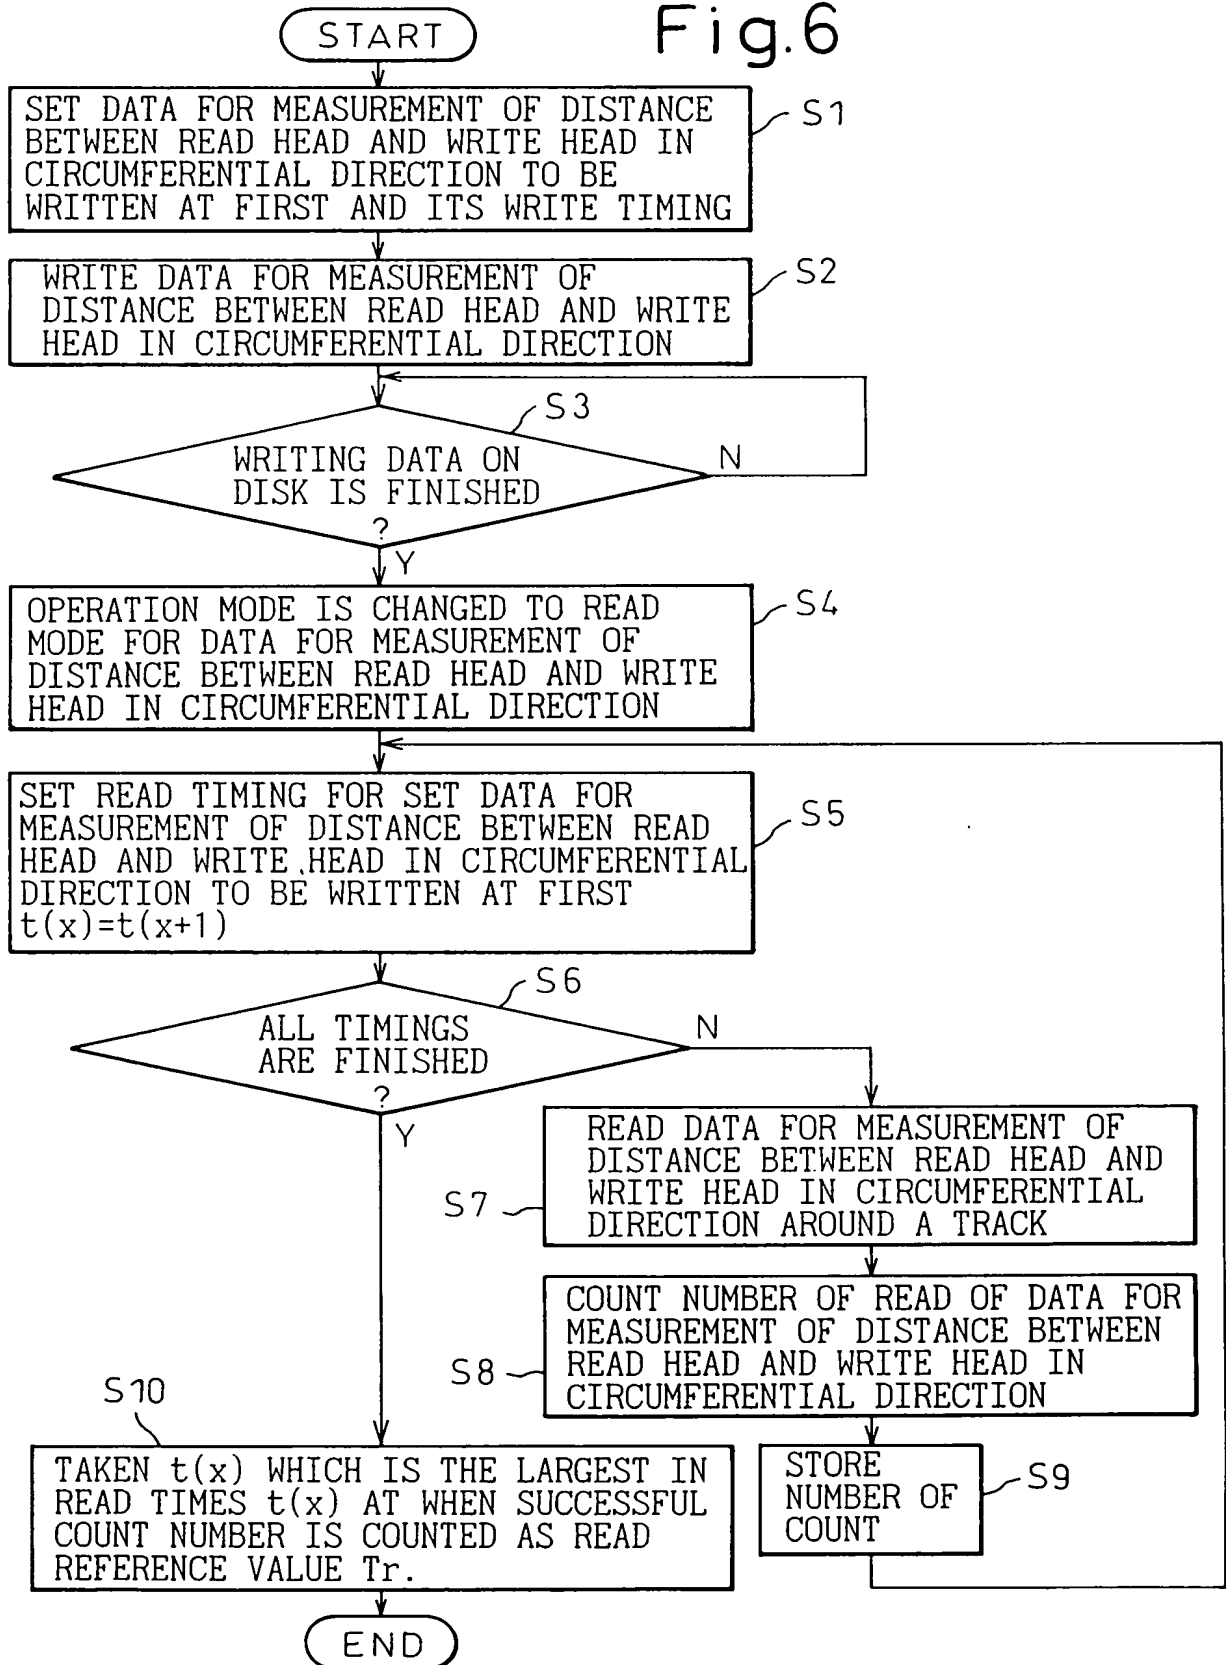 Fig.6
START
SET DATA FOR MEASUREMENT OF DISTANCE
BETWEEN READ HEAD AND WRITE HEAD IN
CIRCUMFERENTIAL DIRECTION TO BE
WRITTEN AT FIRST AND ITS WRITE TIMING
S1
WRITE DATA FOR MEASUREMENT OF
DISTANCE BETWEEN READ HEAD AND WRITE
HEAD IN CIRCUMFERENTIAL DIRECTION
S2
S3
WRITING DATA ON
DISK IS FINISHED
?
N
Y
OPERATION MODE IS CHANGED TO READ
MODE FOR DATA FOR MEASUREMENT OF
DISTANCE BETWEEN READ HEAD AND WRITE
HEAD IN CIRCUMFERENTIAL DIRECTION
S4
SET READ TIMING FOR SET DATA FOR
MEASUREMENT OF DISTANCE BETWEEN READ
HEAD AND WRITE HEAD IN CIRCUMFERENTIAL
DIRECTION TO BE WRITTEN AT FIRST
t(x)=t(x+1)
S5
S6
ALL TIMINGS
ARE FINISHED
?
N
Y
READ DATA FOR MEASUREMENT OF
DISTANCE BETWEEN READ HEAD AND
WRITE HEAD IN CIRCUMFERENTIAL
DIRECTION AROUND A TRACK
S7
COUNT NUMBER OF READ OF DATA FOR
MEASUREMENT OF DISTANCE BETWEEN
READ HEAD AND WRITE HEAD IN
CIRCUMFERENTIAL DIRECTION
S8
STORE
NUMBER OF
COUNT
S9
S10
TAKEN t(x) WHICH IS THE LARGEST IN
READ TIMES t(x) AT WHEN SUCCESSFUL
COUNT NUMBER IS COUNTED AS READ
REFERENCE VALUE Tr.
END